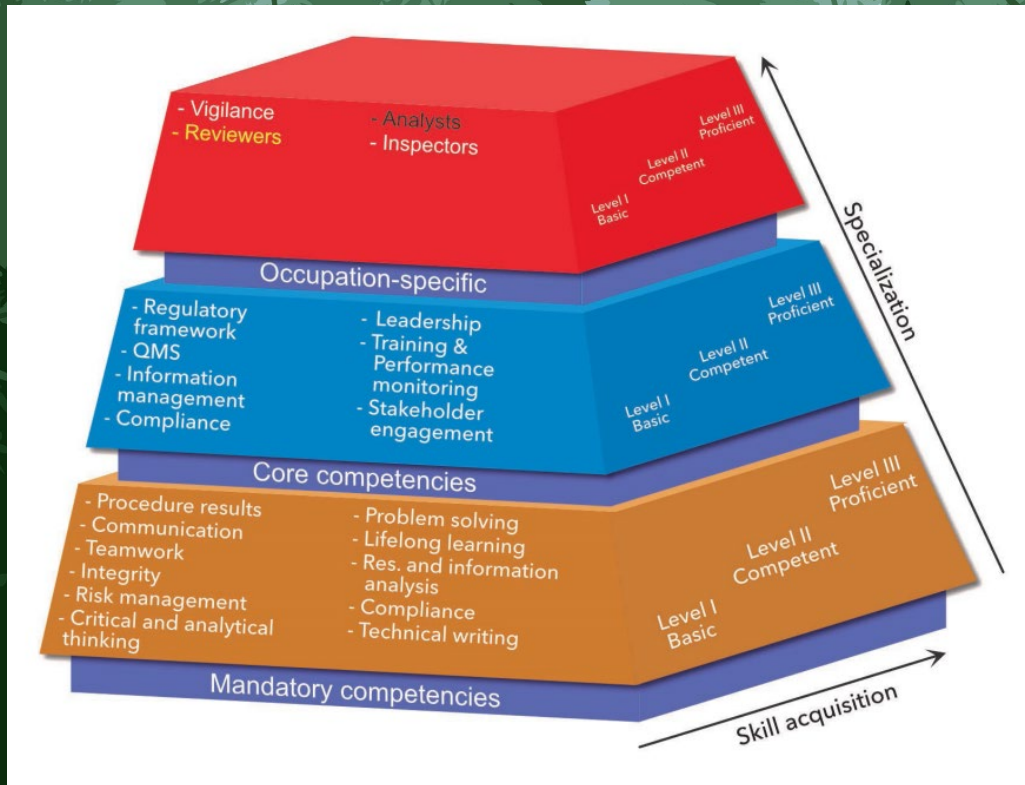 - Vigilance
- Reviewers
- Analysts
- Inspectors
Level I
Basic
Level II
Competent
Level III
Proficient
Occupation-specific
- Regulatory
framework
- QMS
- Information
management
- Compliance
- Leadership
- Training &
Performance
monitoring
- Stakeholder
engagement
Level I
Basic
Level II
Competent
Level III
Proficient
Core competencies
- Procedure results
- Communication
- Teamwork
- Integrity
- Risk management
- Critical and analytical
thinking
- Problem solving
- Lifelong learning
- Res. and information
analysis
- Compliance
- Technical writing
Level I
Basic
Level II
Competent
Level III
Proficient
Mandatory competencies
Specialization
Skill acquisition